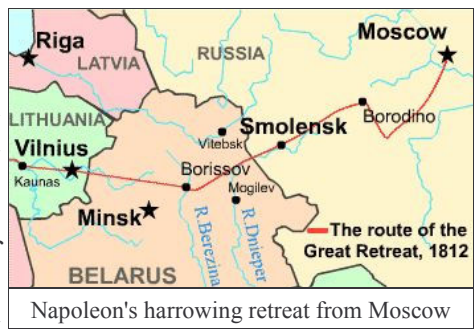 Riga
Moscow
LATVIA
RUSSIA
LITHUANIA
Vilnius
Kaunas
Vitebsk
Smolensk
Borodino
Borissov
Mogilev
Minsk
R.Berezina
R.Dnieper
BELARUS
The route of the
Great Retreat, 1812
Napoleon's harrowing retreat from Moscow